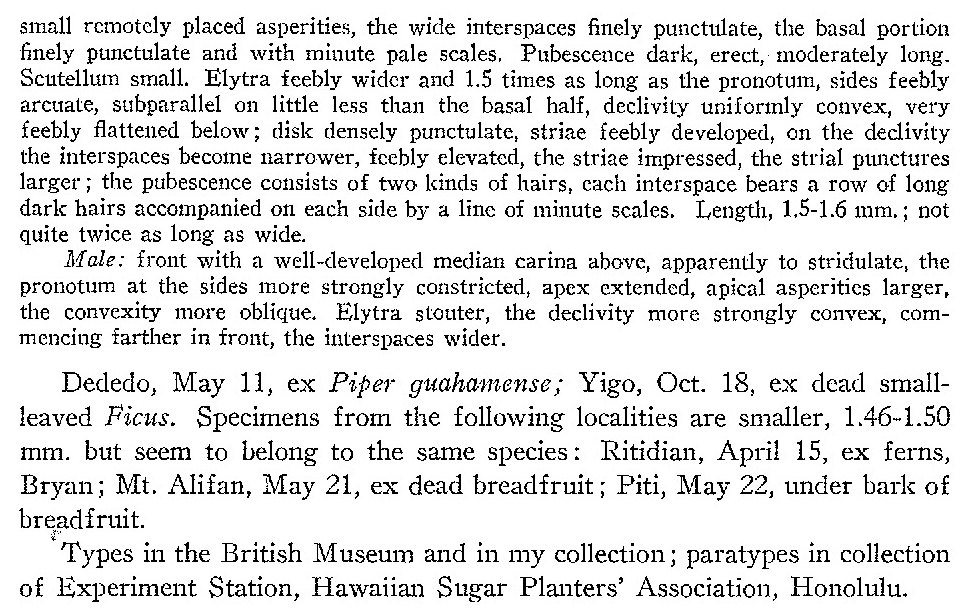 small remotely placed asperities, the wide interspaces finely punctulate, the basal portion
finely punctulate and with minute pale scales. Pubescence dark, erect, moderately long.
Scutellum small. Elytra feebly wider and 1.5 times as long as the pronotum, sides feebly
arcuate, subparallel on little less than the basal half, declivity uniformly convex, very
feebly flattened below; disk densely punctulate, striae feebly developed, on the declivity
the interspaces become narrower, feebly elevated, the striae impressed, the strial punctures
larger; the pubescence consists of two kinds of hairs, each interspace bears a row of long
dark hairs accompanied on each side by a line of minute scales. Length, 1.5-1.6 mm.; not
quite twice as long as wide.
Male: front with a well-developed median carina above, apparently to stridulate, the
pronotum at the sides more strongly constricted, apex extended, apical asperities larger,
the convexity more oblique. Elytra stouter, the declivity more strongly convex, com-
mencing farther in front, the interspaces wider.
Dededo, May 11, ex Piper guahamense; Yigo, Oct. 18, ex dead small-
leaved Ficus. Specimens from the following localities are smaller, 1.46-1.50
mm. but seem to belong to the same species: Ritidian, April 15, ex ferns,
Bryan; Mt. Alifan, May 21, ex dead breadfruit; Piti, May 22, under bark of
breadfruit.
Types in the British Museum and in my collection; paratypes in collection
of Experiment Station, Hawaiian Sugar Planters' Association, Honolulu.